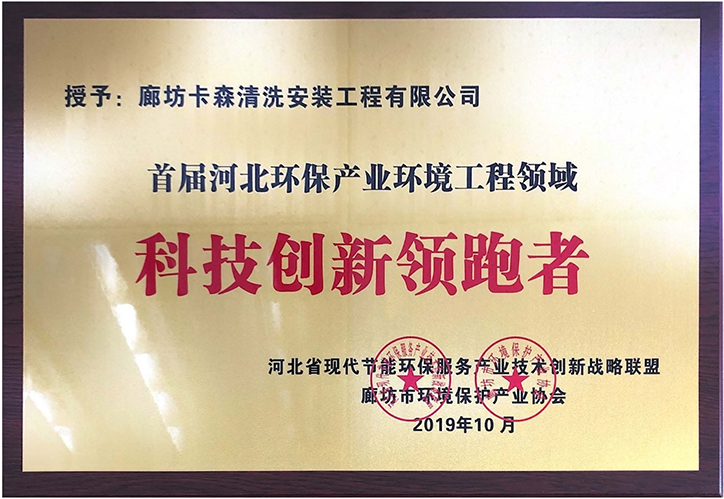 授予：廊坊卡森清洗安装工程有限公司
首届河北环保产业环境工程领域
科技创新领跑者
河北省现代节能环保服务产业技术创新战略联盟
廊坊市环境保护产业协会
2019年10月